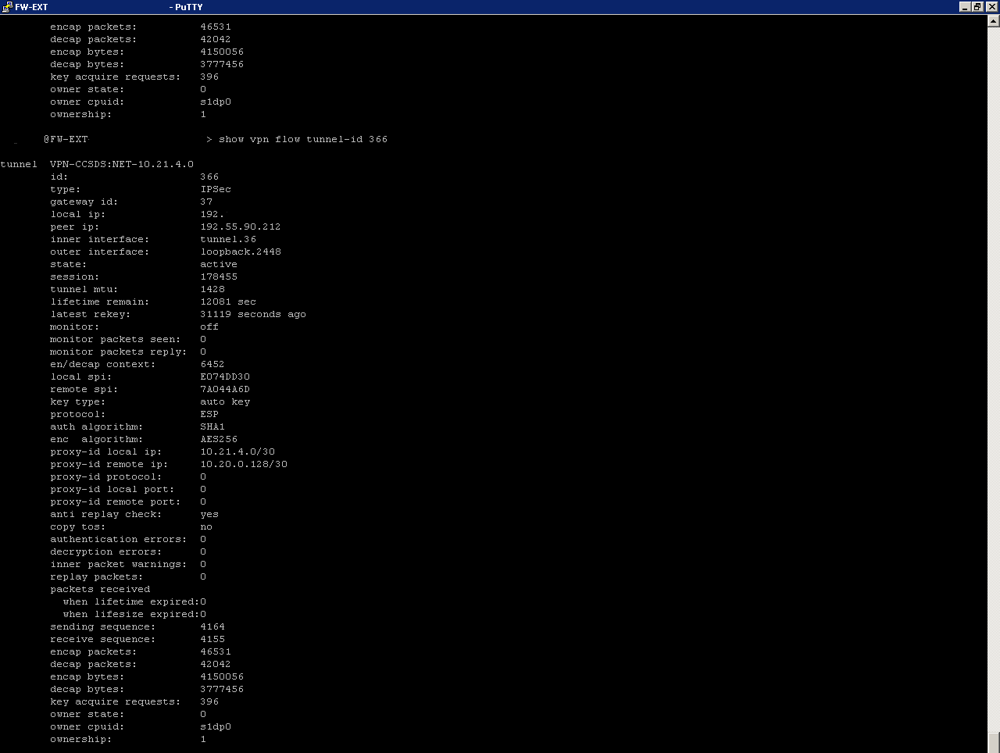 FW-EXT - PuTTY
encap packets: 46531
decap packets: 42042
encap bytes: 4150056
decap bytes: 3777456
key acquire requests: 396
owner state: 0
owner cpuid: s1dp0
ownership: 1
@FW-EXT > show vpn flow tunnel-id 366
tunnel VPN-CCSDS:NET-10.21.4.0
id: 366
type: IPSec
gateway id: 37
local ip: 192.
peer ip: 192.55.90.212
inner interface: tunnel.36
outer interface: loopback.2448
state: active
session: 178455
tunnel mtu: 1428
lifetime remain: 12081 sec
latest rekey: 31119 seconds ago
monitor: off
monitor packets seen: 0
monitor packets reply: 0
en/decap context: 6452
local spi: E074DD30
remote spi: 7A044A6D
key type: auto key
protocol: ESP
auth algorithm: SHA1
enc  algorithm: AES256
proxy-id local ip: 10.21.4.0/30
proxy-id remote ip: 10.20.0.128/30
proxy-id protocol: 0
proxy-id local port: 0
proxy-id remote port: 0
anti replay check: yes
copy tos: no
authentication errors: 0
decryption errors: 0
inner packet warnings: 0
replay packets: 0
packets received
when lifetime expired:0
when lifesize expired:0
sending sequence: 4164
receive sequence: 4155
encap packets: 46531
decap packets: 42042
encap bytes: 4150056
decap bytes: 3777456
key acquire requests: 396
owner state: 0
owner cpuid: s1dp0
ownership: 1